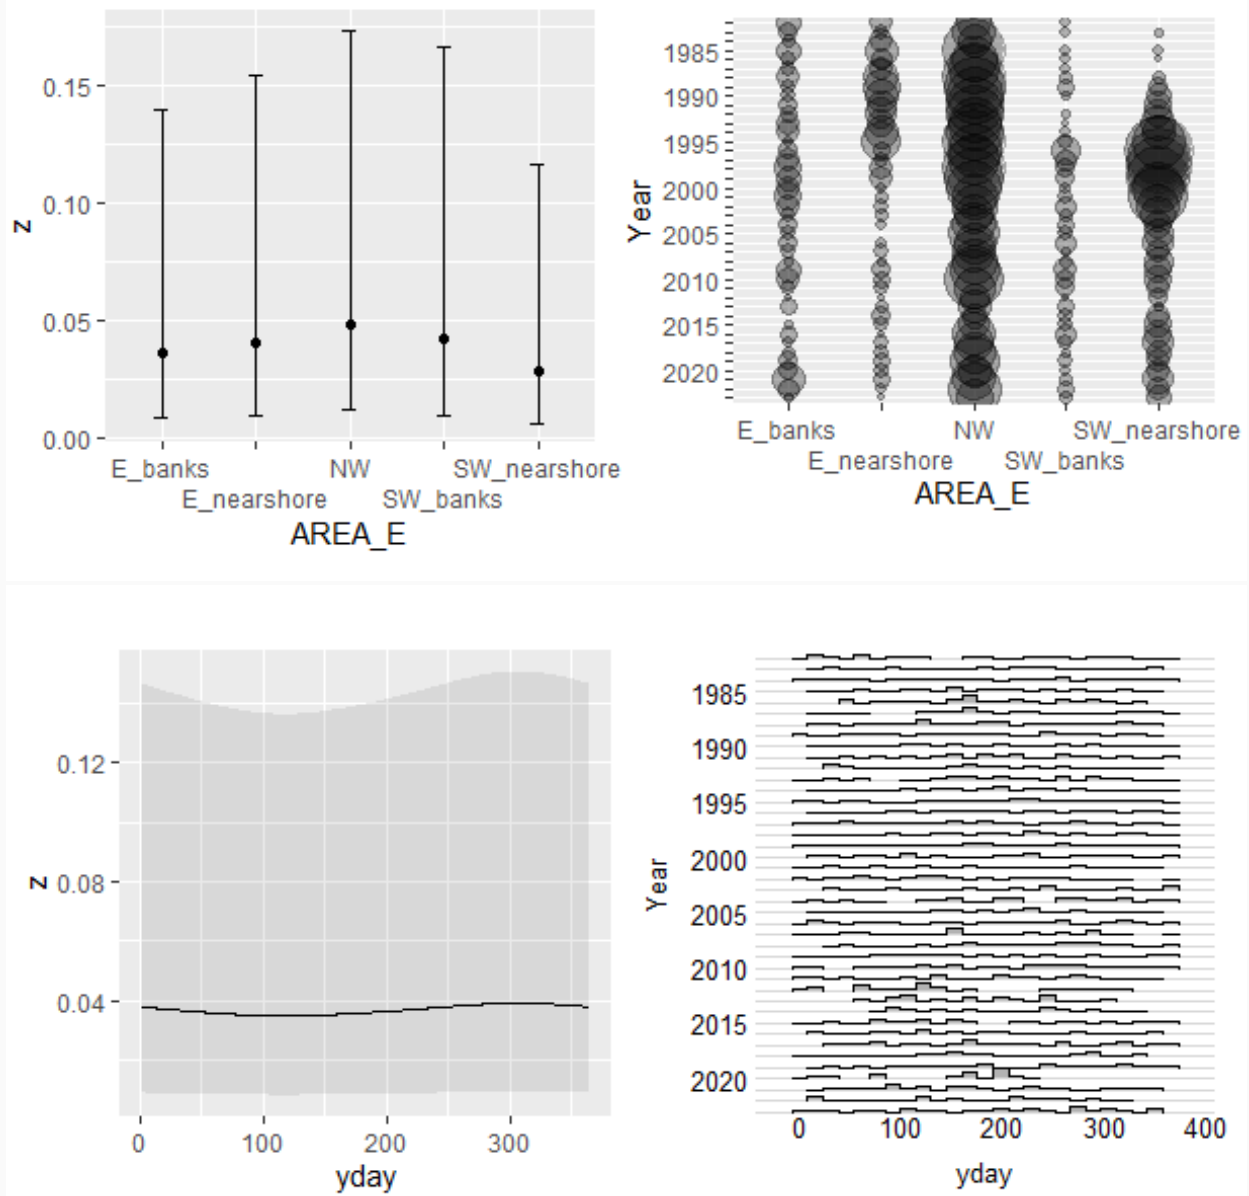 0.15
0.10
0.05
0.00
z
E_banks NW SW_nearshore
E_nearshore SW_banks
AREA_E
1985
1990
1995
2000
2005
2010
2015
2020
Year
E_banks NW SW_nearshore
E_nearshore SW_banks
AREA_E
0.12
0.08
0.04
z
0 100 200 300
yday
1985
1990
1995
2000
2005
2010
2015
2020
Year
0 100 200 300 400
yday